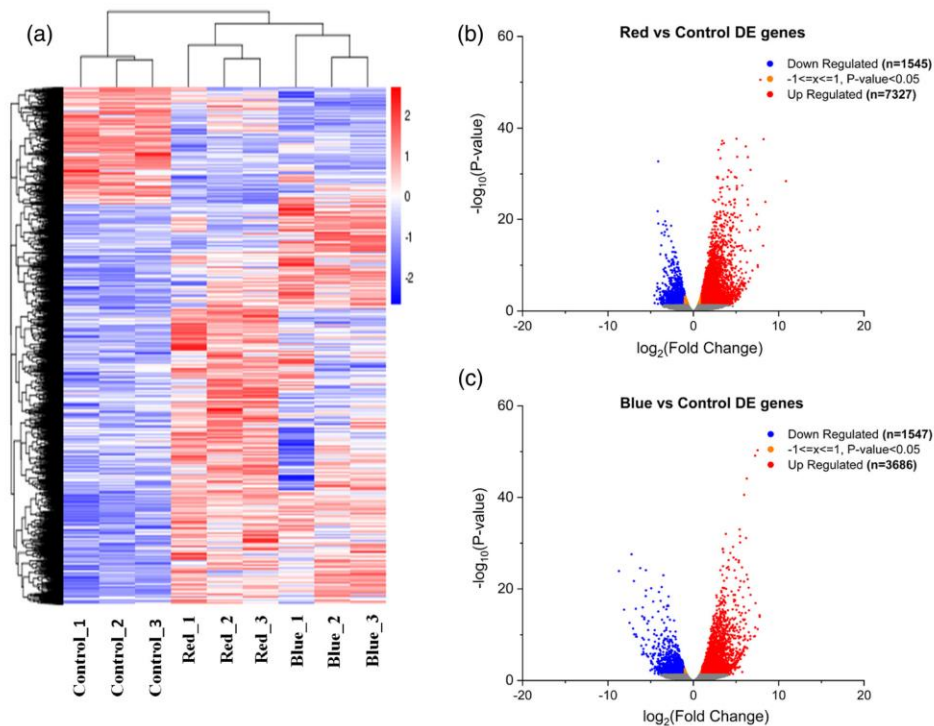 (a)
2
1
0
-1
-2
Control_1
Control_2
Control_3
Red_1
Red_2
Red_3
Blue_1
Blue_2
Blue_3
(b)
Red vs Control DE genes
Down Regulated (n=1545)
-1<=x<=1, P-value<0.05
Up Regulated (n=7327)
60
40
20
0
-log10(P-value)
-20
-10
0
10
20
log2(Fold Change)
(c)
Blue vs Control DE genes
Down Regulated (n=1547)
-1<=x<=1, P-value<0.05
Up Regulated (n=3686)
60
40
20
0
-log10(P-value)
-20
-10
0
10
20
log2(Fold Change)